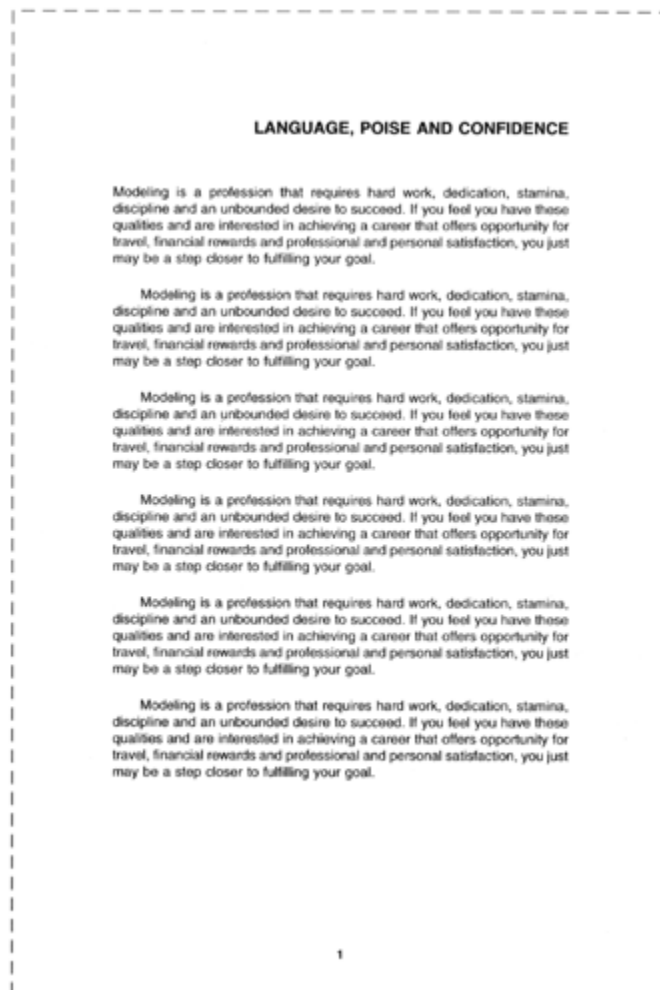 LANGUAGE, POISE AND CONFIDENCE
Modeling is a profession that requires hard work, dedication, stamina,
discipline and an unbounded desire to succeed. If you feel you have these
qualities and are interested in achieving a career that offers opportunity for
travel, financial rewards and professional and personal satisfaction, you just
may be a step closer to fulfilling your goal.
Modeling is a profession that requires hard work, dedication, stamina,
discipline and an unbounded desire to succeed. If you feel you have these
qualities and are interested in achieving a career that offers opportunity for
travel, financial rewards and professional and personal satisfaction, you just
may be a step closer to fulfilling your goal.
Modeling is a profession that requires hard work, dedication, stamina,
discipline and an unbounded desire to succeed. If you feel you have these
qualities and are interested in achieving a career that offers opportunity for
travel, financial rewards and professional and personal satisfaction, you just
may be a step closer to fulfilling your goal.
Modeling is a profession that requires hard work, dedication, stamina,
discipline and an unbounded desire to succeed. If you feel you have these
qualities and are interested in achieving a career that offers opportunity for
travel, financial rewards and professional and personal satisfaction, you just
may be a step closer to fulfilling your goal.
Modeling is a profession that requires hard work, dedication, stamina,
discipline and an unbounded desire to succeed. If you feel you have these
qualities and are interested in achieving a career that offers opportunity for
travel, financial rewards and professional and personal satisfaction, you just
may be a step closer to fulfilling your goal.
Modeling is a profession that requires hard work, dedication, stamina,
discipline and an unbounded desire to succeed. If you feel you have these
qualities and are interested in achieving a career that offers opportunity for
travel, financial rewards and professional and personal satisfaction, you just
may be a step closer to fulfilling your goal.
1